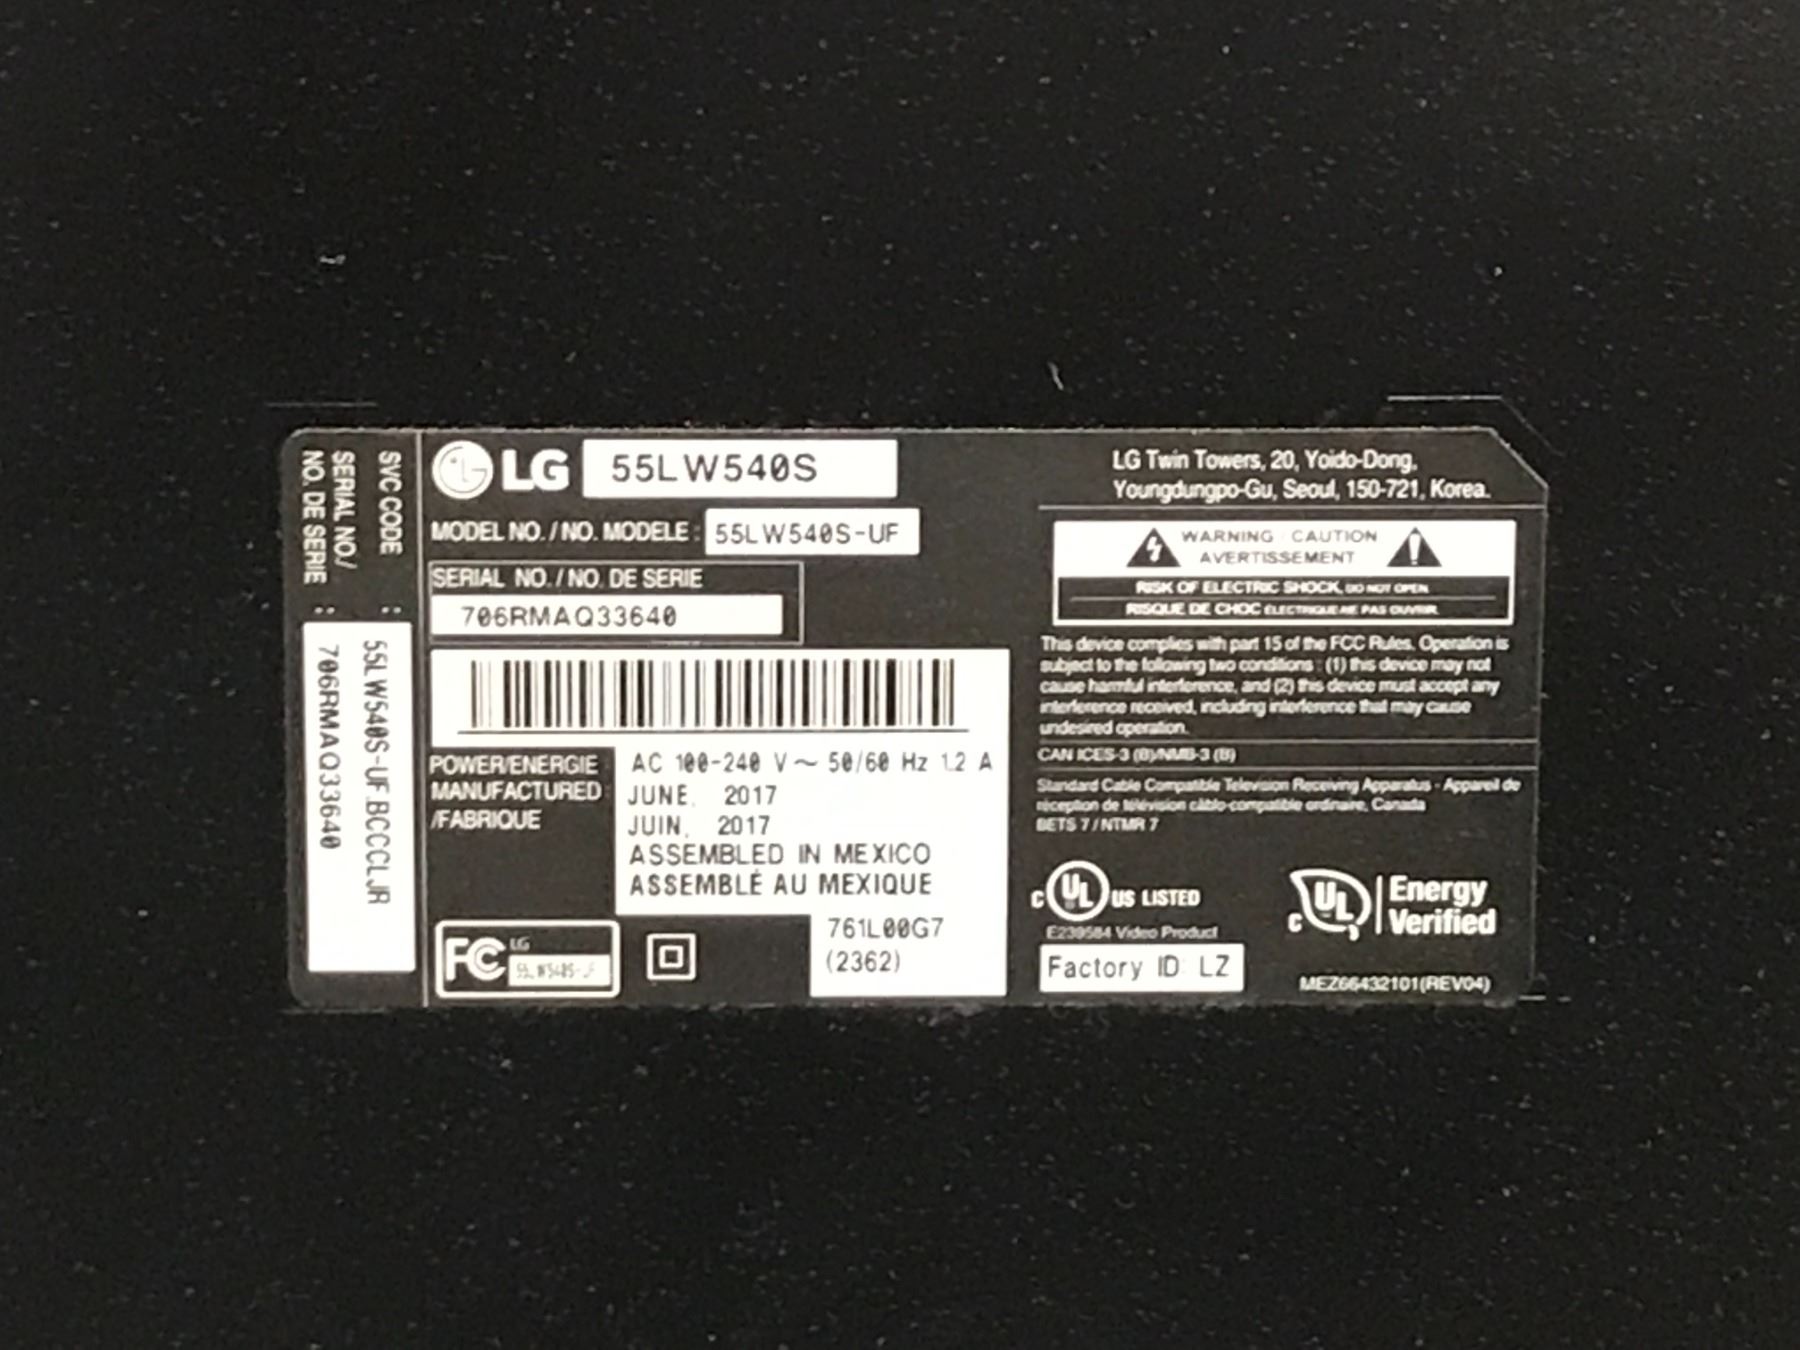 SVC CODE : 55LW540S-UF.BCCCLJR
SERIAL NO./ : 706RMAQ33640
NO. DE SERIE
LG 55LW540S
MODEL NO. / NO. MODELE : 55LW540S-UF
SERIAL NO. / NO. DE SERIE
706RMAQ33640
POWER/ENERGIE AC 100-240 V ~ 50/60 Hz 1.2 A
MANUFACTURED JUNE, 2017
/FABRIQUE JUIN, 2017
ASSEMBLED IN MEXICO
ASSEMBLÉ AU MEXIQUE
FC LG
55LW540S-UF
761L00G7
(2362)
LG Twin Towers, 20, Yoido-Dong,
Youngdungpo-Gu, Seoul, 150-721, Korea.
WARNING / CAUTION
AVERTISSEMENT
RISK OF ELECTRIC SHOCK, DO NOT OPEN.
RISQUE DE CHOC ELECTRIQUE NE PAS OUVRIR.
This device complies with part 15 of the FCC Rules. Operation is
subject to the following two conditions : (1) this device may not
cause harmful interference, and (2) this device must accept any
interference received, including interference that may cause
undesired operation.
CAN ICES-3 (B)/NMB-3 (B)
Standard Cable Compatible Television Receiving Apparatus - Appareil de
réception de télévision câblo-compatible ordinaire, Canada
BETS 7 / NTMR 7
c UL US LISTED
E239584 Video Product
Factory ID: LZ
c UL Energy
Verified
MEZ66432101(REV04)